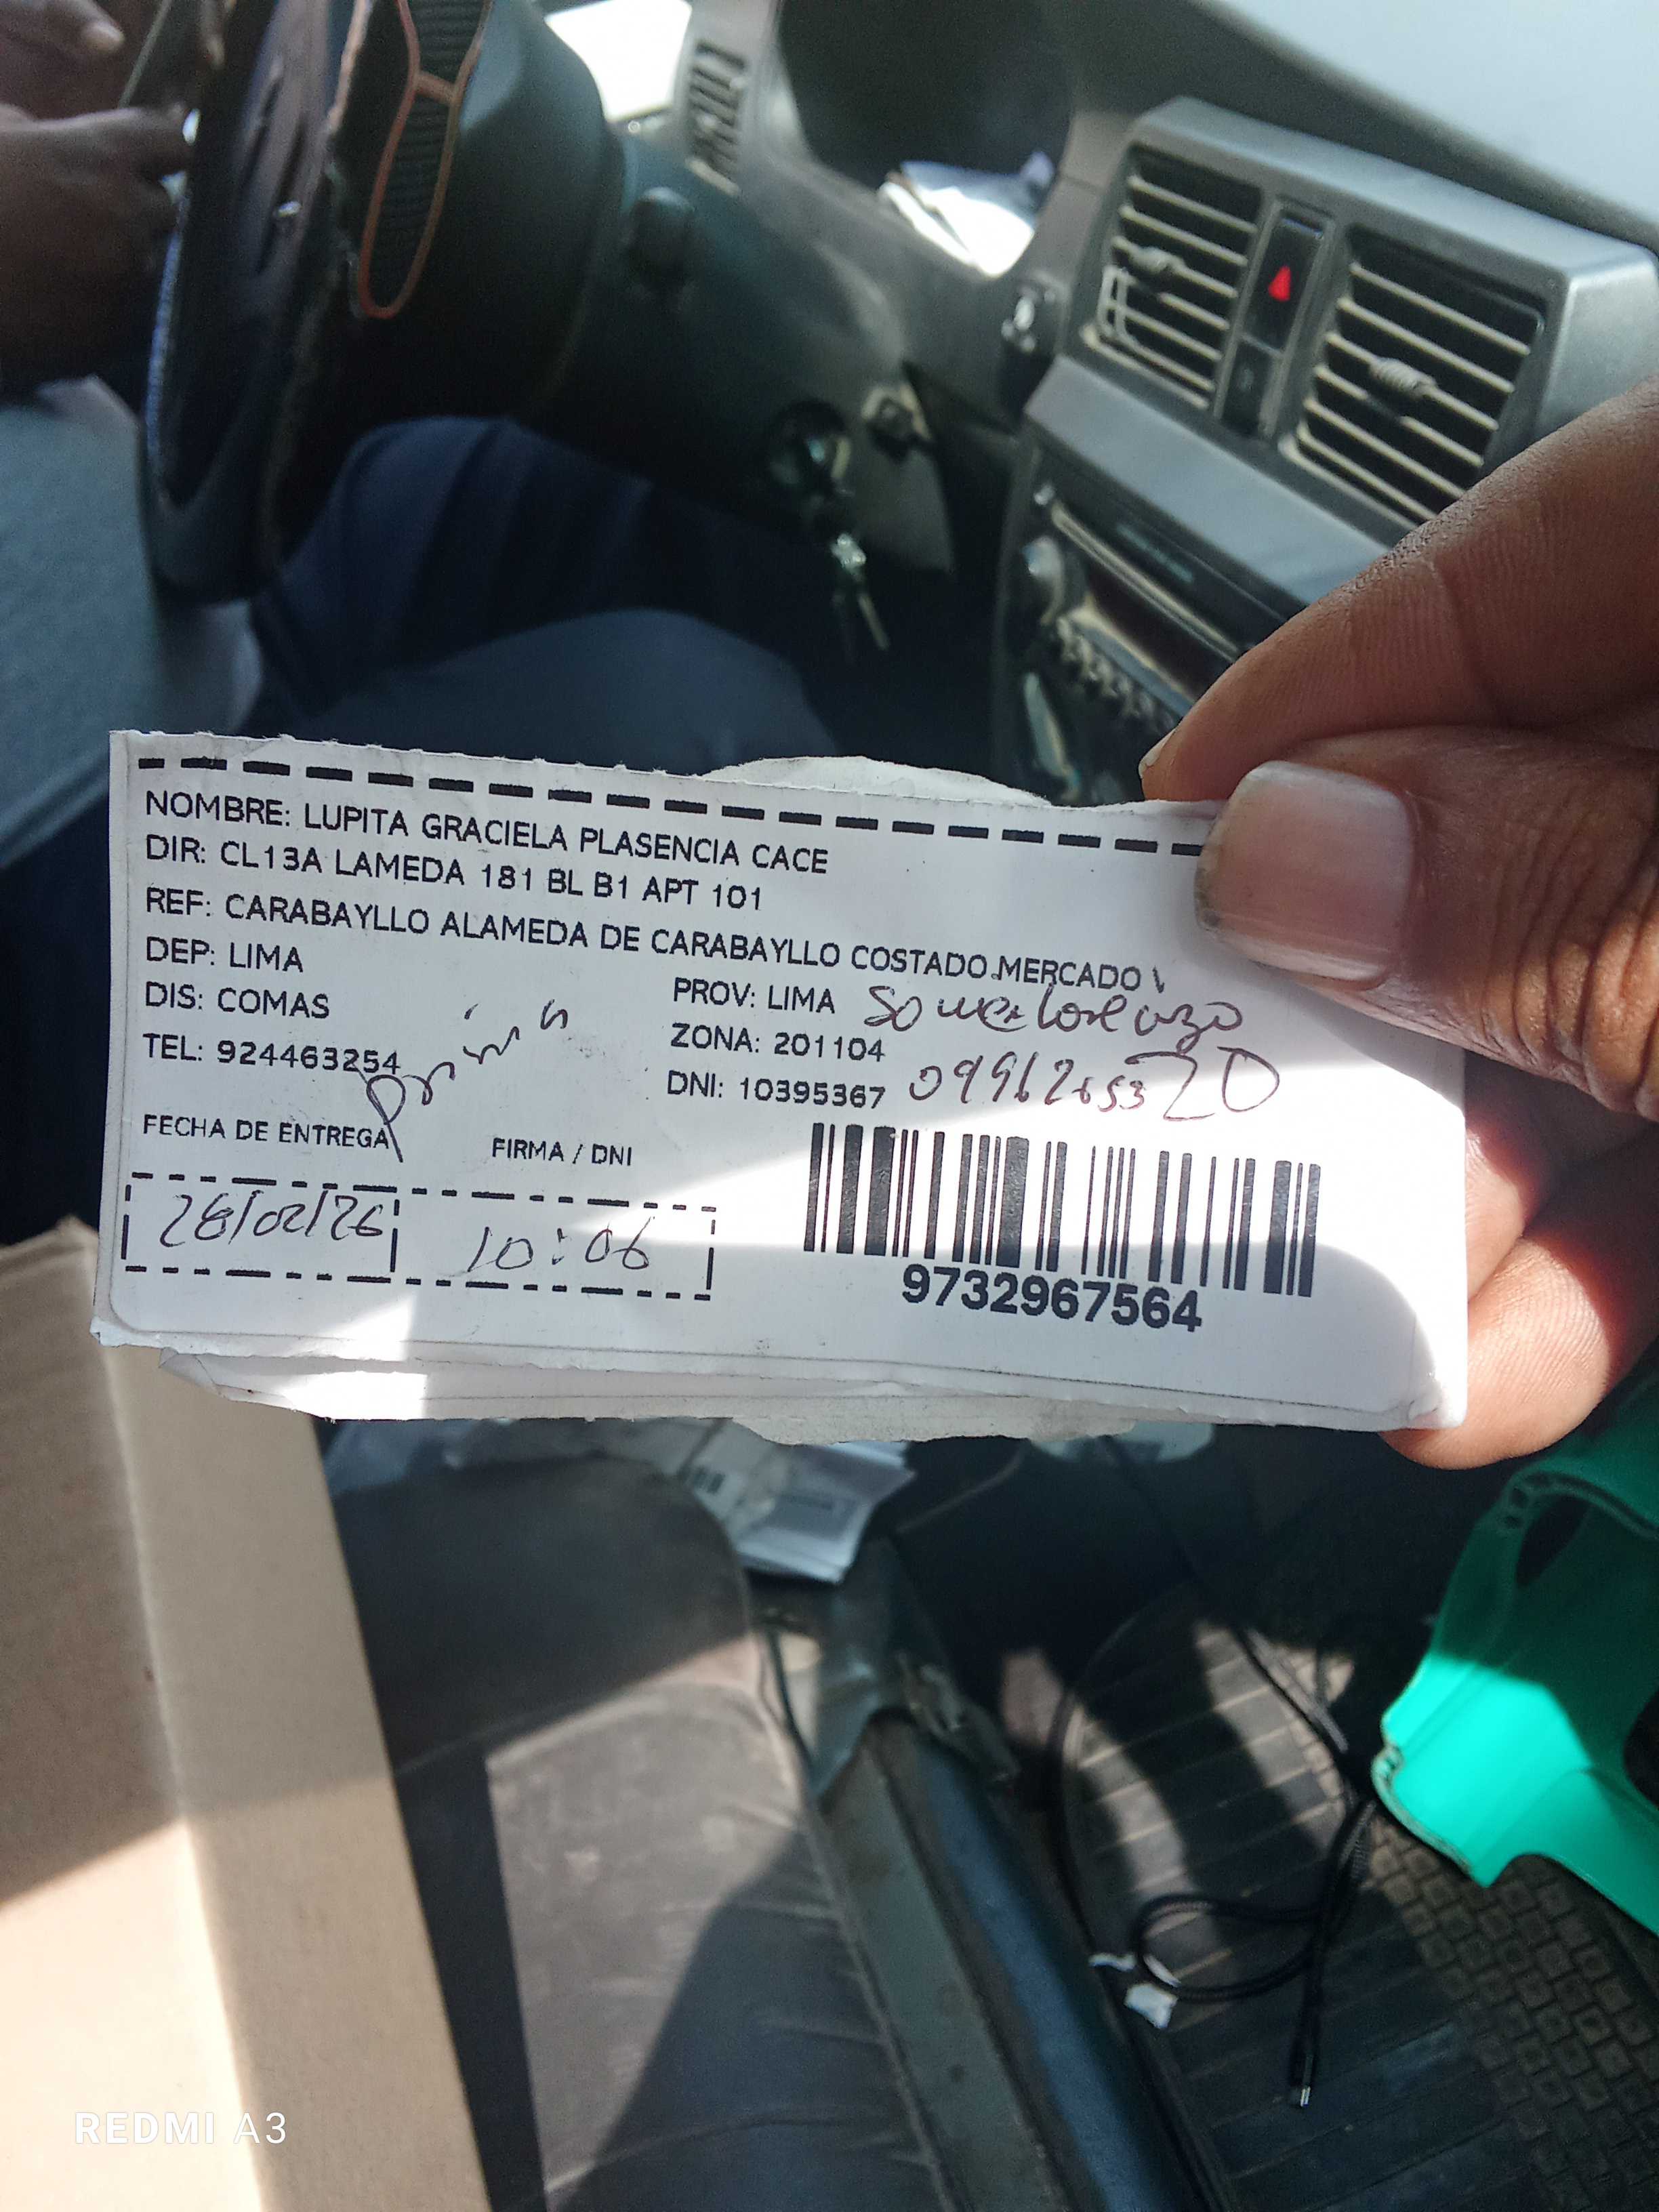 NOMBRE: LUPITA GRACIELA PLASENCIA CACE
DIR: CL13A LAMEDA 181 BL B1 APT 101
REF: CARABAYLLO ALAMEDA DE CARABAYLLO COSTADO.MERCADO
DEP: LIMA
PROV: LIMA
DIS: COMAS
ZONA: 201104
TEL: 924463254
DNI: 10395367
FECHA DE ENTREGA
FIRMA / DNI
28/02/26
10:06
9732967564
REDMI A3